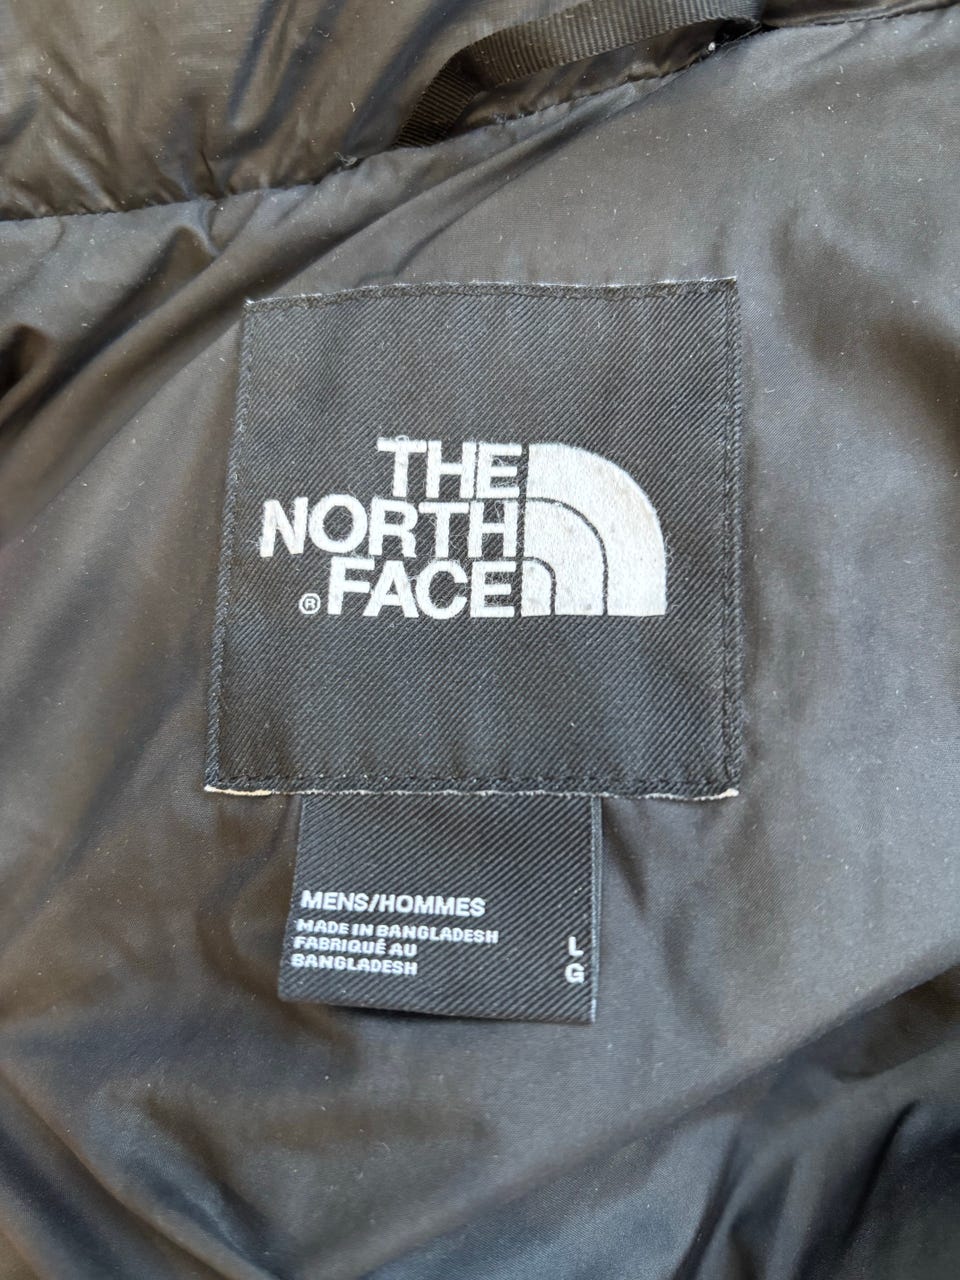 THE
NORTH
® FACE
MENS/HOMMES
MADE IN BANGLADESH
FABRIQUÉ AU
BANGLADESH
L
G